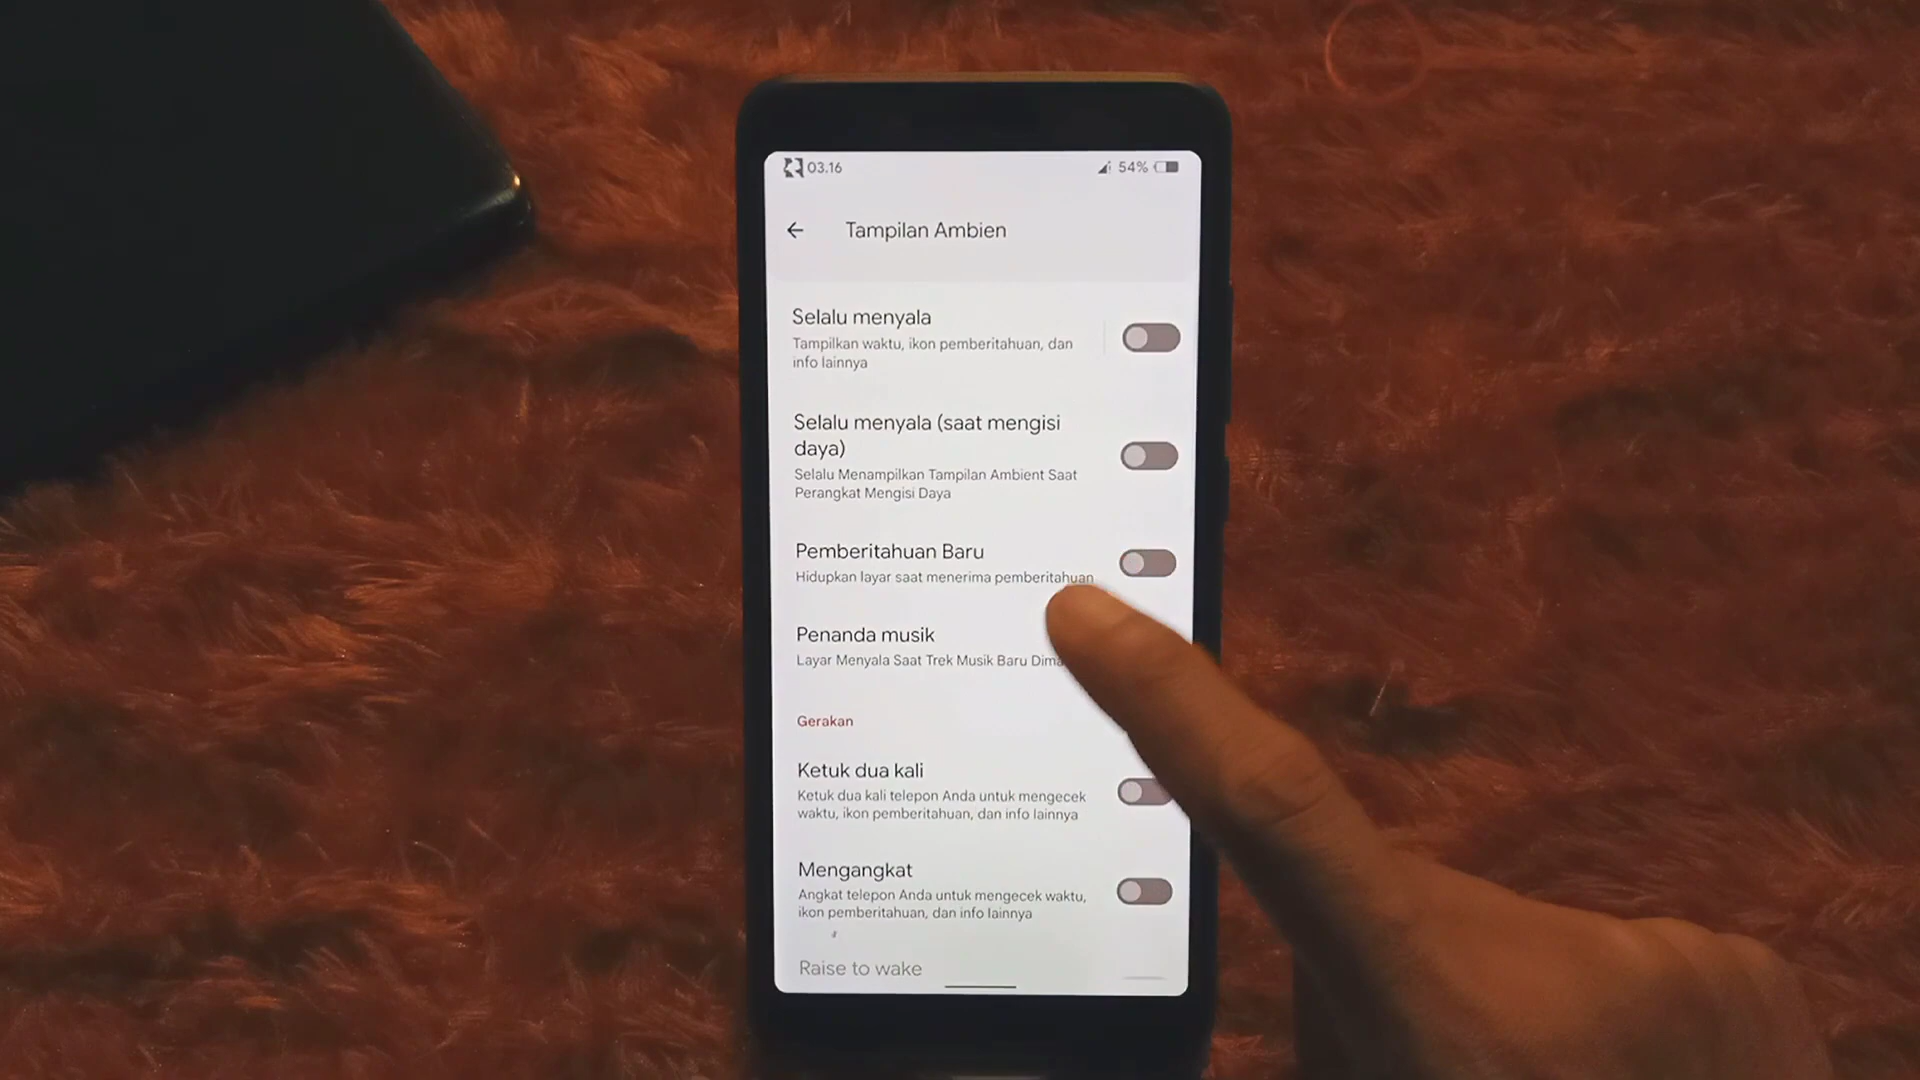 03.16 54%
Tampilan Ambien
Selalu menyala
Tampilkan waktu, ikon pemberitahuan, dan
info lainnya
Selalu menyala (saat mengisi
daya)
Selalu Menampilkan Tampilan Ambient Saat
Perangkat Mengisi Daya
Pemberitahuan Baru
Hidupkan layar saat menerima pemberitahuan
Penanda musik
Layar Menyala Saat Trek Musik Baru
Gerakan
Ketuk dua kali
Ketuk dua kali telepon Anda untuk mengecek
waktu, ikon pemberitahuan, dan info lainnya
Mengangkat
Angkat telepon Anda untuk mengecek waktu,
ikon pemberitahuan, dan info lainnya
Raise to wake